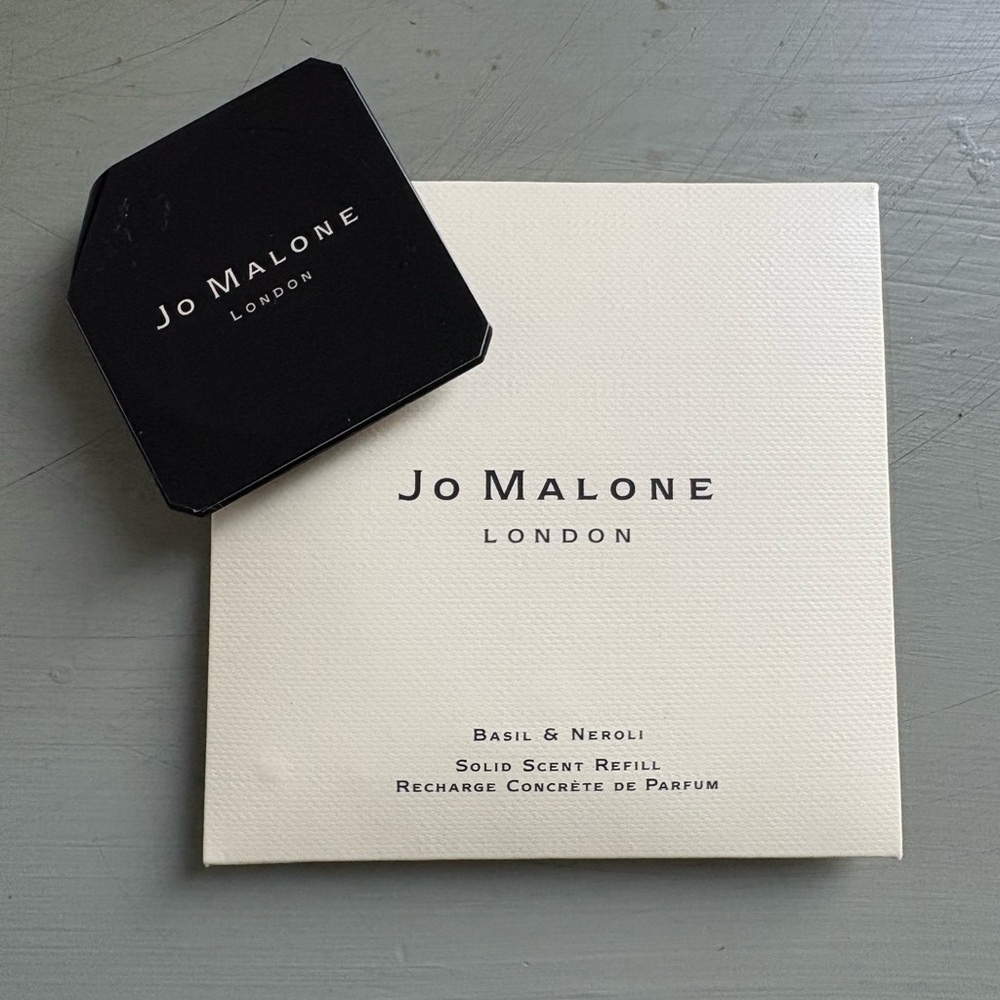 Jo Malone
London
Jo Malone
London
Basil & Neroli
Solid Scent Refill
Recharge Concrète de Parfum